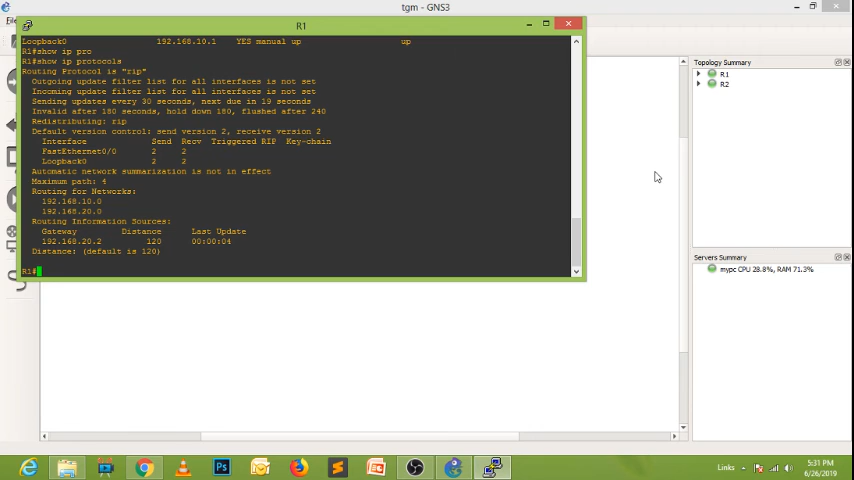 tgm - GNS3
R1
Loopback0 192.168.10.1 YES manual up up
R1#show ip pro
R1#show ip protocols
Routing Protocol is "rip"
Outgoing update filter list for all interfaces is not set
Incoming update filter list for all interfaces is not set
Sending updates every 30 seconds, next due in 19 seconds
Invalid after 180 seconds, hold down 180, flushed after 240
Redistributing: rip
Default version control: send version 2, receive version 2
Interface Send Recv Triggered RIP Key-chain
FastEthernet0/0 2 2
Loopback0 2 2
Automatic network summarization is not in effect
Maximum path: 4
Routing for Networks:
192.168.10.0
192.168.20.0
Routing Information Sources:
Gateway Distance Last Update
192.168.20.2 120 00:00:04
Distance: (default is 120)
R1#
Topology Summary
R1
R2
Servers Summary
mypc CPU 28.8%, RAM 71.3%
Ps
Links
5:31 PM
6/26/2019